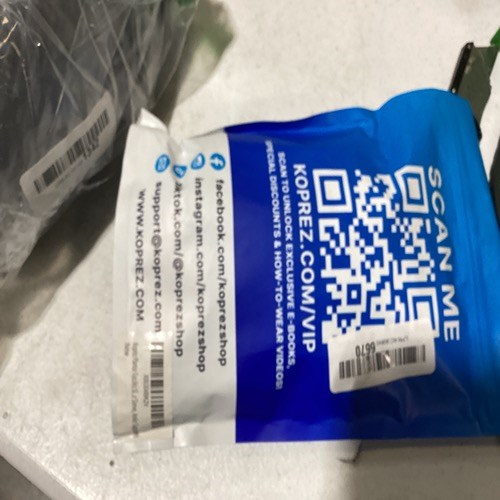 SCAN ME
KOPREZ.COM/VIP
SCAN TO UNLOCK EXCLUSIVE E-BOOKS,
SPECIAL DISCOUNTS & HOW-TO-WEAR VIDEOS!
facebook.com/koprezshop
instagram.com/koprezshop
tiktok.com/@koprezshop
support@koprez.com
WWW.KOPREZ.COM
6670